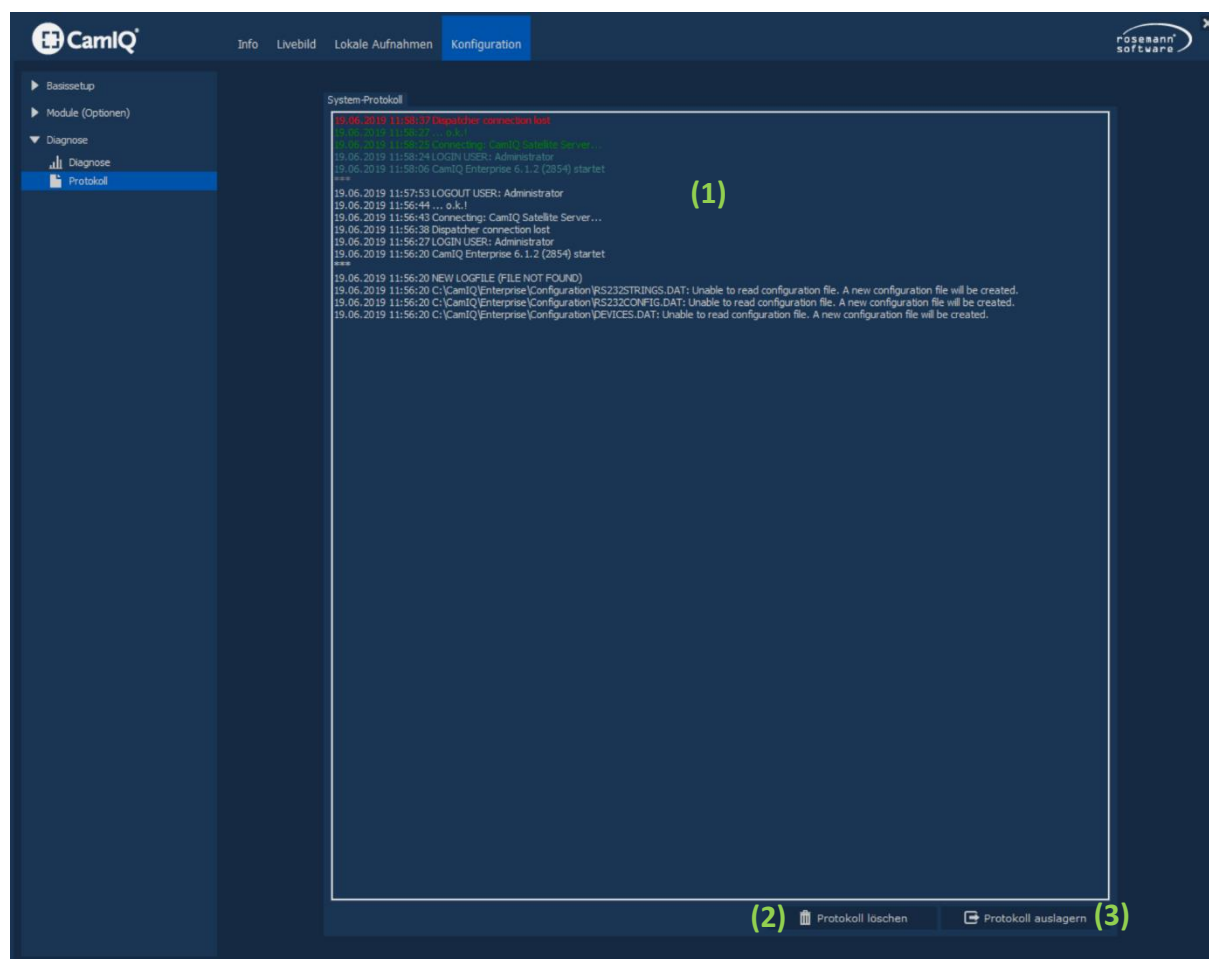 CamIQ
Info Livebild Lokale Aufnahmen Konfiguration
rosemann software
Basissetup
Module (Optionen)
Diagnose
Diagnose
Protokoll
System-Protokoll
19.06.2019 11:58:37 Dispatcher connection lost
19.06.2019 11:58:27 ... o.k.!
19.06.2019 11:58:25 Connecting: CamIQ Satellite Server...
19.06.2019 11:58:24 LOGIN USER: Administrator
19.06.2019 11:58:06 CamIQ Enterprise 6.1.2 (2854) startet
***
19.06.2019 11:57:53 LOGOUT USER: Administrator
19.06.2019 11:56:44 ... o.k.!
19.06.2019 11:56:43 Connecting: CamIQ Satellite Server...
19.06.2019 11:56:38 Dispatcher connection lost
19.06.2019 11:56:27 LOGIN USER: Administrator
19.06.2019 11:56:20 CamIQ Enterprise 6.1.2 (2854) startet
***
19.06.2019 11:56:20 NEW LOGFILE (FILE NOT FOUND)
19.06.2019 11:56:20 C:\CamIQ\Enterprise\Configuration\RS232STRINGS.DAT: Unable to read configuration file. A new configuration file will be created.
19.06.2019 11:56:20 C:\CamIQ\Enterprise\Configuration\RS232CONFIG.DAT: Unable to read configuration file. A new configuration file will be created.
19.06.2019 11:56:20 C:\CamIQ\Enterprise\Configuration\DEVICES.DAT: Unable to read configuration file. A new configuration file will be created.
(1)
(2) Protokoll löschen Protokoll auslagern (3)